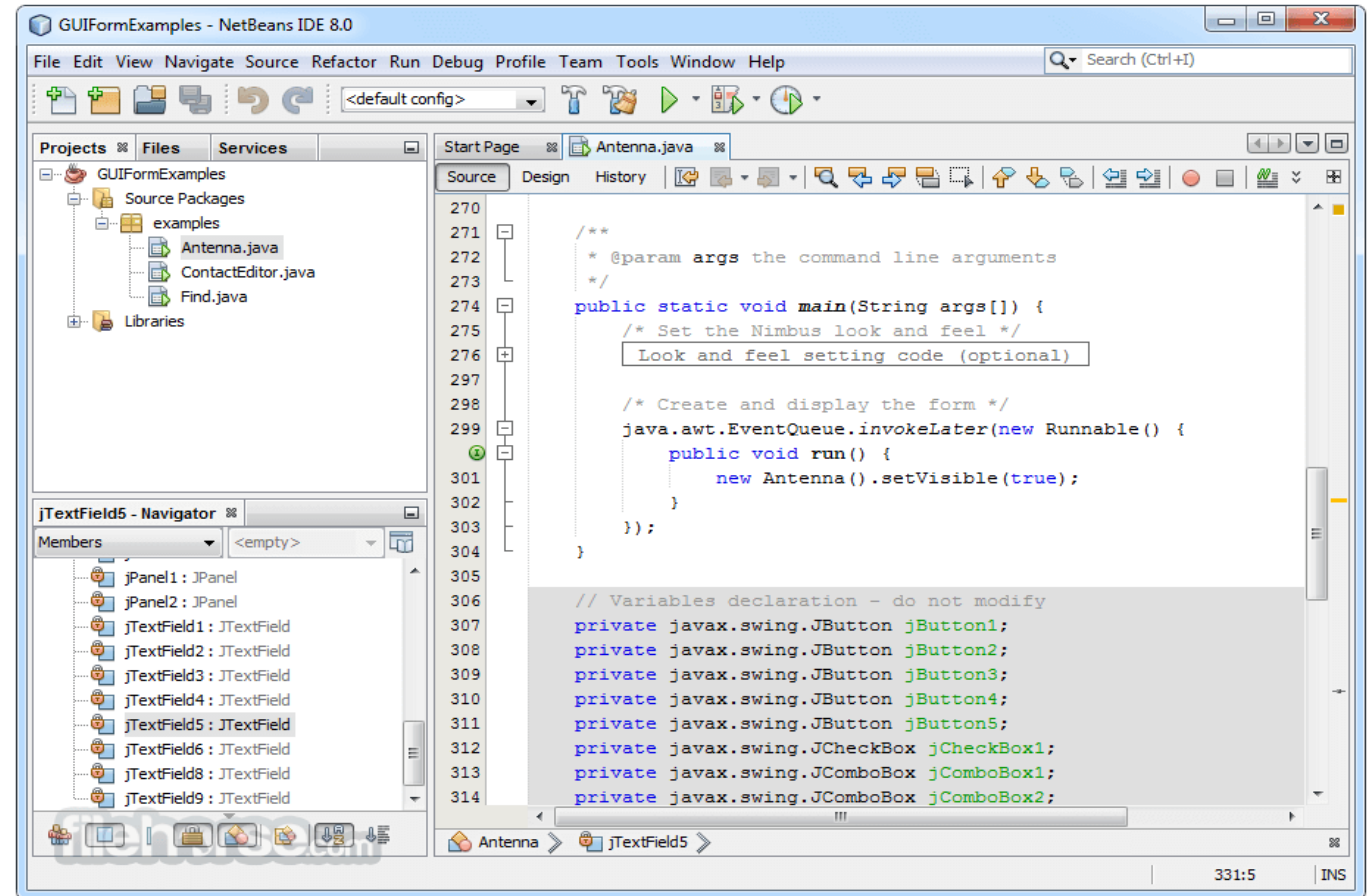 GUIFormExamples - NetBeans IDE 8.0
File Edit View Navigate Source Refactor Run Debug Profile Team Tools Window Help
Search (Ctrl+I)
<default config>
Projects Files Services
GUIFormExamples
Source Packages
examples
Antenna.java
ContactEditor.java
Find.java
Libraries
jTextField5 - Navigator
Members <empty>
jPanel1 : JPanel
jPanel2 : JPanel
jTextField1 : JTextField
jTextField2 : JTextField
jTextField3 : JTextField
jTextField4 : JTextField
jTextField5 : JTextField
jTextField6 : JTextField
jTextField8 : JTextField
jTextField9 : JTextField
filehorse.com
Start Page Antenna.java
Source Design History
270
271 /**
272 * @param args the command line arguments
273 */
274 public static void main(String args[]) {
275 /* Set the Nimbus look and feel */
276 Look and feel setting code (optional)
297
298 /* Create and display the form */
299 java.awt.EventQueue.invokeLater(new Runnable() {
public void run() {
301 new Antenna().setVisible(true);
302 }
303 });
304 }
305
306 // Variables declaration - do not modify
307 private javax.swing.JButton jButton1;
308 private javax.swing.JButton jButton2;
309 private javax.swing.JButton jButton3;
310 private javax.swing.JButton jButton4;
311 private javax.swing.JButton jButton5;
312 private javax.swing.JCheckBox jCheckBox1;
313 private javax.swing.JComboBox jComboBox1;
314 private javax.swing.JComboBox jComboBox2;
Antenna jTextField5
331:5 INS